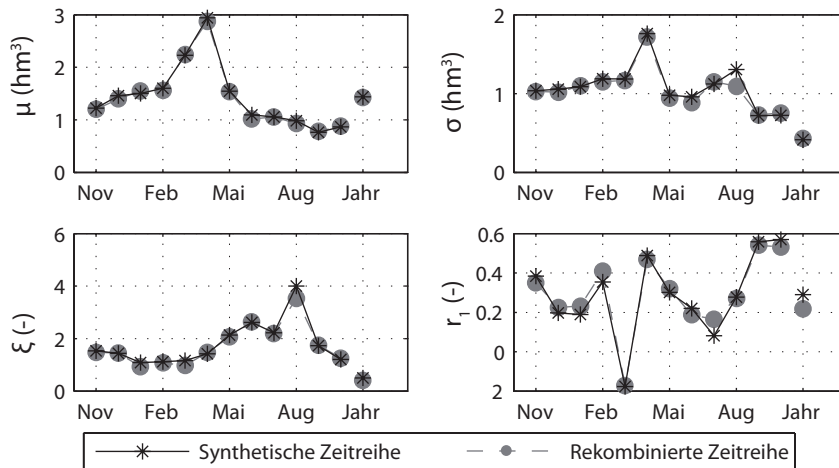 3
2
1
0
μ (hm³)
Nov Feb Mai Aug Jahr
2
1
0
σ (hm³)
Nov Feb Mai Aug Jahr
6
4
2
0
ξ (-)
Nov Feb Mai Aug Jahr
0.6
0.4
0.2
0
2
r₁ (-)
Nov Feb Mai Aug Jahr
Synthetische Zeitreihe Rekombinierte Zeitreihe